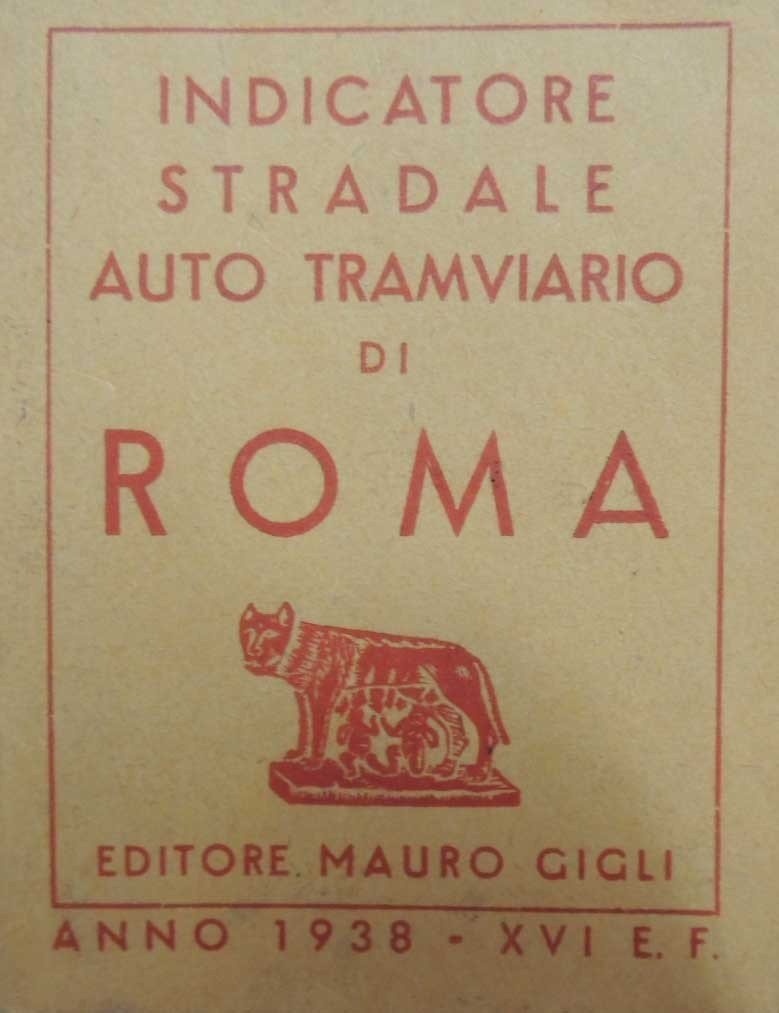 INDICATORE
STRADALE
AUTO TRAMVIARIO
DI
ROMA
EDITORE MAURO GIGLI
ANNO 1938 - XVI E. F.